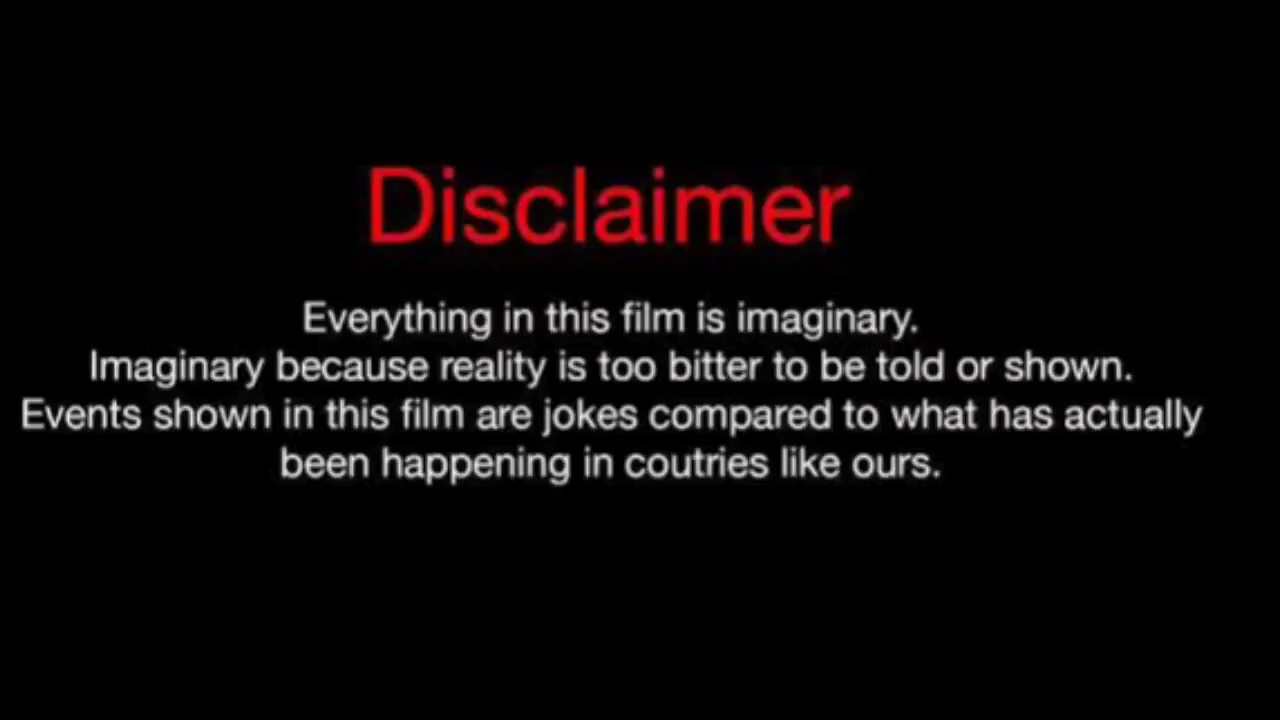 Disclaimer
Everything in this film is imaginary.
Imaginary because reality is too bitter to be told or shown.
Events shown in this film are jokes compared to what has actually
been happening in coutries like ours.